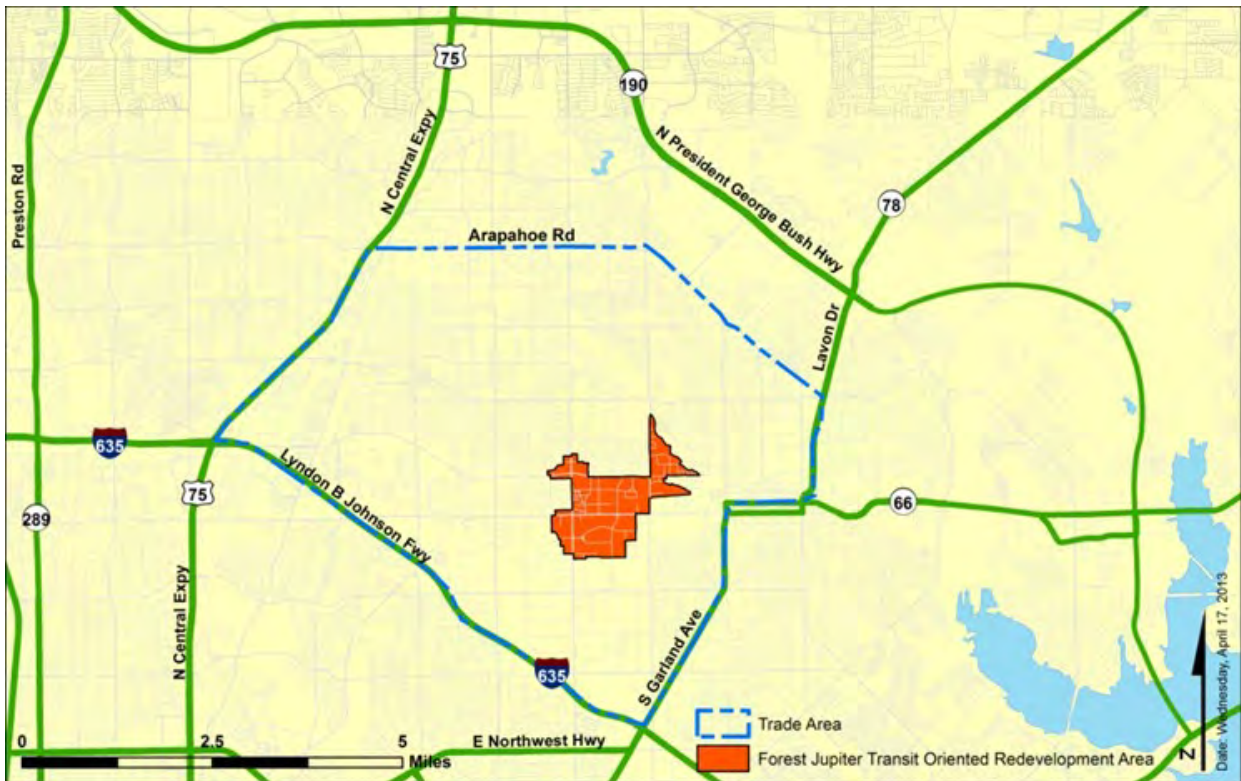 75
190
N Central Expy
N President George Bush Hwy
Preston Rd
78
Arapahoe Rd
Lavon Dr
635
Lyndon B Johnson Fwy
75
66
289
N Central Expy
S Garland Ave
635
0 2.5 5
Miles
E Northwest Hwy
Trade Area
Forest Jupiter Transit Oriented Redevelopment Area
N
Date: Wednesday, April 17, 2013